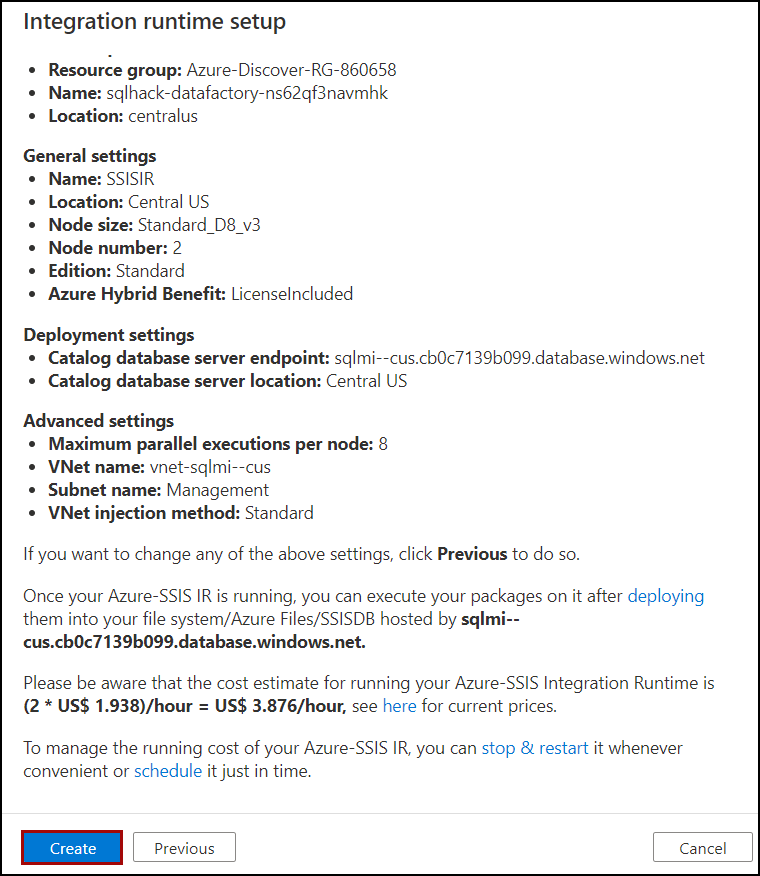 Integration runtime setup
Resource group: Azure-Discover-RG-860658
Name: sqlhack-datafactory-ns62qf3navmhk
Location: centralus
General settings
Name: SSISIR
Location: Central US
Node size: Standard_D8_v3
Node number: 2
Edition: Standard
Azure Hybrid Benefit: LicenseIncluded
Deployment settings
Catalog database server endpoint: sqlmi--cus.cb0c7139b099.database.windows.net
Catalog database server location: Central US
Advanced settings
Maximum parallel executions per node: 8
VNet name: vnet-sqlmi--cus
Subnet name: Management
VNet injection method: Standard
If you want to change any of the above settings, click Previous to do so.
Once your Azure-SSIS IR is running, you can execute your packages on it after deploying
them into your file system/Azure Files/SSISDB hosted by sqlmi--
cus.cb0c7139b099.database.windows.net.
Please be aware that the cost estimate for running your Azure-SSIS Integration Runtime is
(2 * US$ 1.938)/hour = US$ 3.876/hour, see here for current prices.
To manage the running cost of your Azure-SSIS IR, you can stop & restart it whenever
convenient or schedule it just in time.
Create
Previous
Cancel